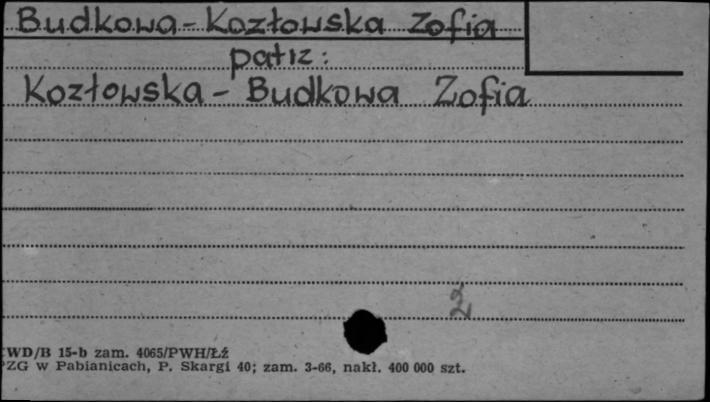 Budkowa-Kozłowska Zofia
patrz:
Kozłowska - Budkowa Zofia
2
WD/B 15-b zam. 4065/PWH/Łź
PZG w Pabianicach, P. Skargi 40; zam. 3-66, nakł. 400 000 szt.